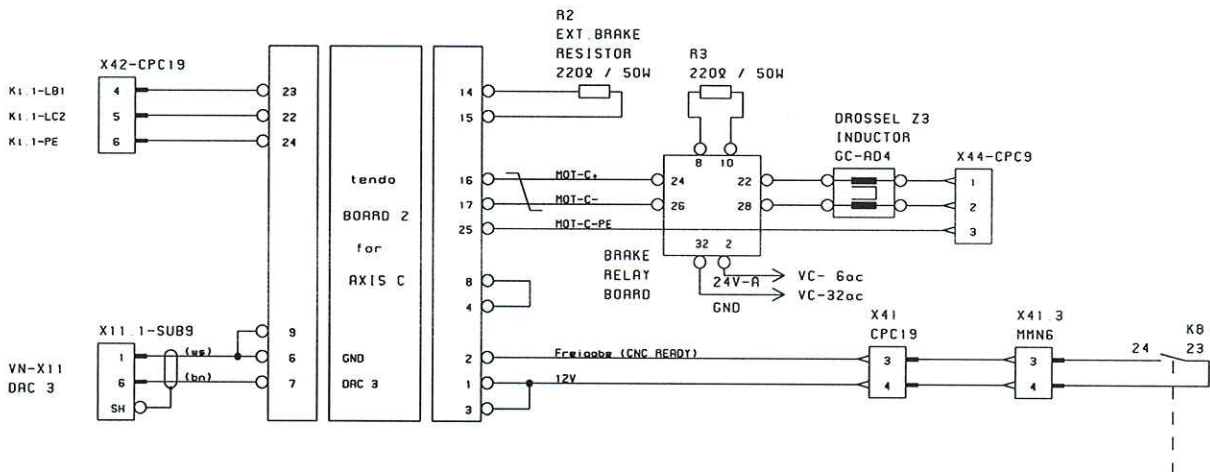 R2
EXT.BRAKE
RESISTOR
220Ω / 50W
R3
220Ω / 50W
X42-CPC19
Kl.1-LB1 4 23
Kl.1-LC2 5 22
Kl.1-PE 6 24
14
15
8 10
DROSSEL Z3
INDUCTOR
GC-AD4
X44-CPC9
tendo
BOARD 2
for
AXIS C
16 MOT-C+ 24 22 1
17 MOT-C- 26 28 2
25 MOT-C-PE 3
32 2
BRAKE
RELAY
BOARD
24V-A VC- 6ac
GND VC-32ac
8
4
X11.1-SUB9
VN-X11
DAC 3
9
1 (ws) 6 GND
6 (bn) 7 DAC 3
SH
X41
CPC19
X41.3
MMN6
K8
2 Freigabe (CNC READY) 3 3 24 23
1 12V 4 4
3